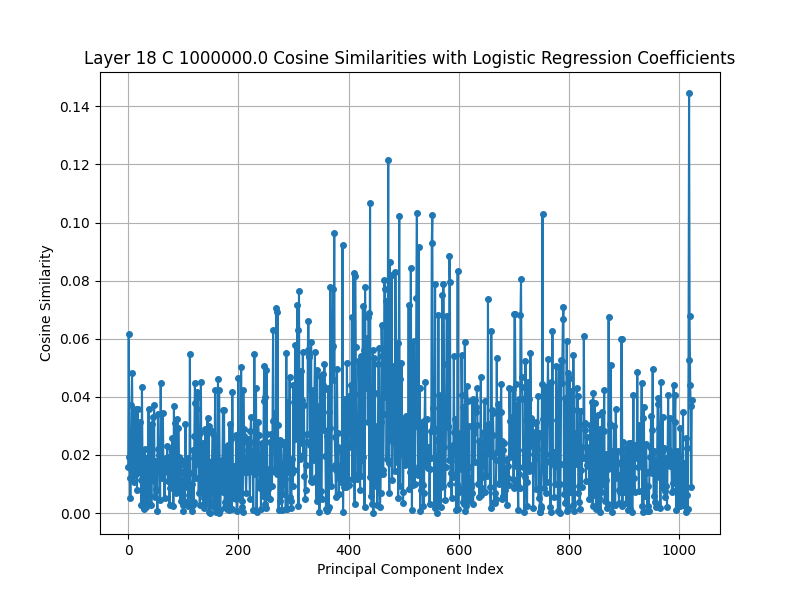 Layer 18 C 1000000.0 Cosine Similarities with Logistic Regression Coefficients
0.14
0.12
0.10
0.08
0.06
0.04
0.02
0.00
Cosine Similarity
0 200 400 600 800 1000
Principal Component Index